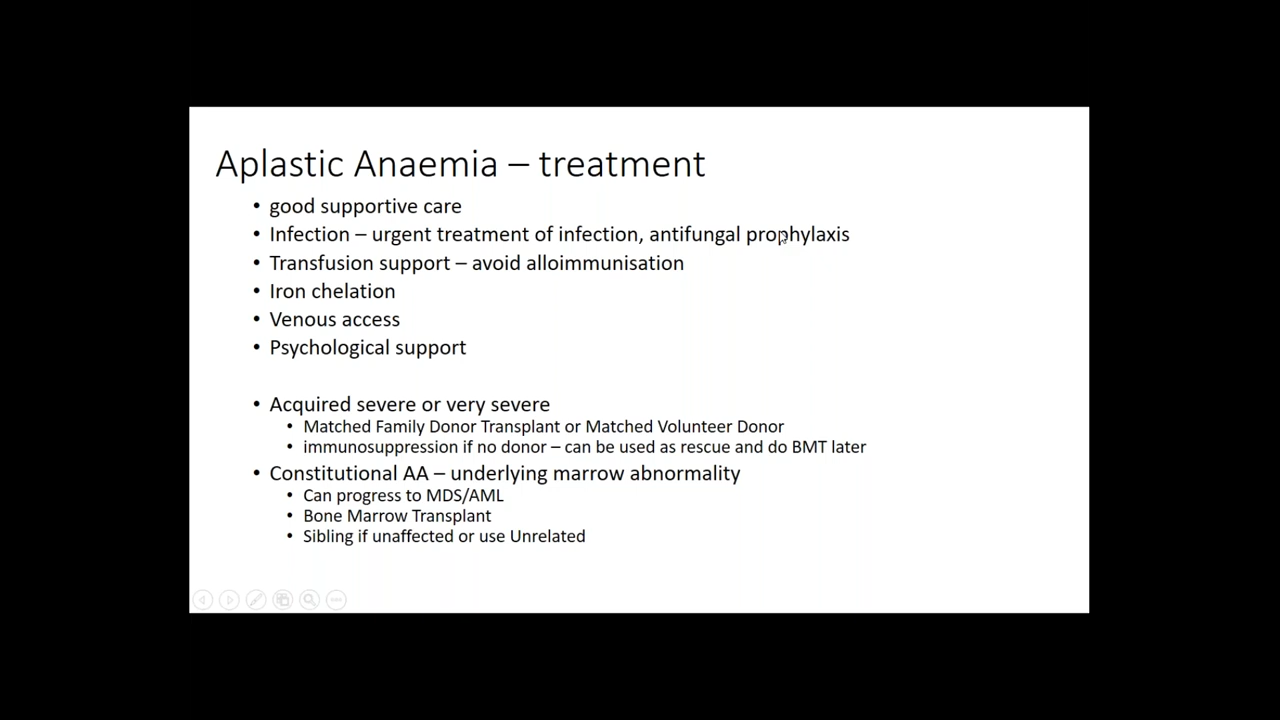 Aplastic Anaemia – treatment
• good supportive care
• Infection – urgent treatment of infection, antifungal prophylaxis
• Transfusion support – avoid alloimmunisation
• Iron chelation
• Venous access
• Psychological support
• Acquired severe or very severe
• Matched Family Donor Transplant or Matched Volunteer Donor
• immunosuppression if no donor – can be used as rescue and do BMT later
• Constitutional AA – underlying marrow abnormality
• Can progress to MDS/AML
• Bone Marrow Transplant
• Sibling if unaffected or use Unrelated